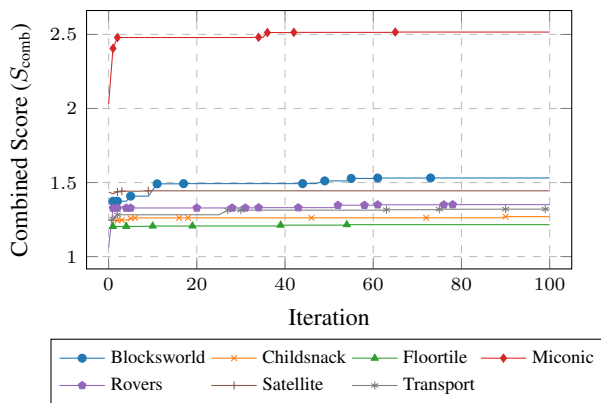 2.5
2
1.5
1
Combined Score (S_comb)
0 20 40 60 80 100
Iteration
Blocksworld Childsnack Floortile Miconic
Rovers Satellite Transport